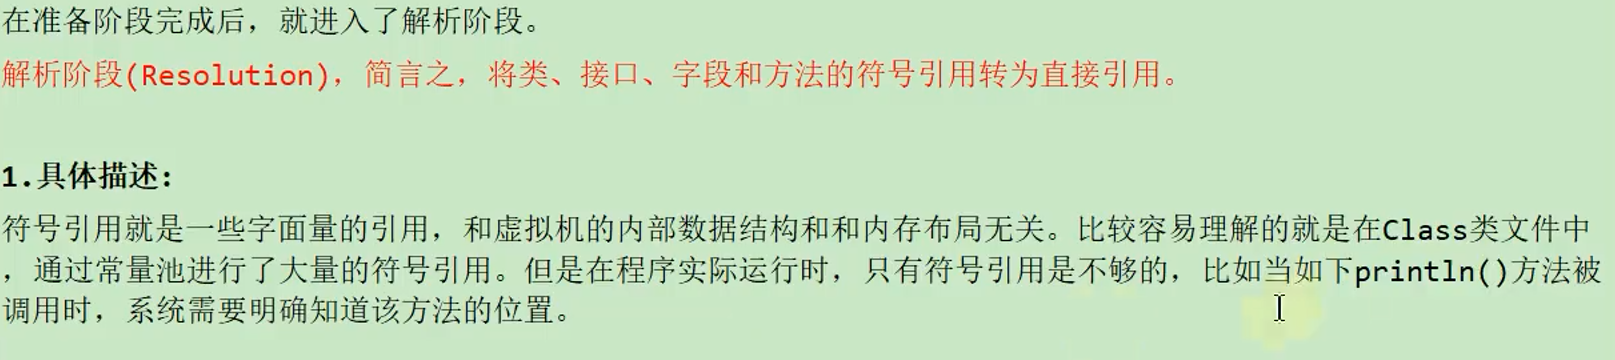 在准备阶段完成后，就进入了解析阶段。
解析阶段(Resolution)，简言之，将类、接口、字段和方法的符号引用转为直接引用。
1.具体描述:
符号引用就是一些字面量的引用，和虚拟机的内部数据结构和和内存布局无关。比较容易理解的就是在Class类文件中
，通过常量池进行了大量的符号引用。但是在程序实际运行时，只有符号引用是不够的，比如当如下println()方法被
调用时，系统需要明确知道该方法的位置。